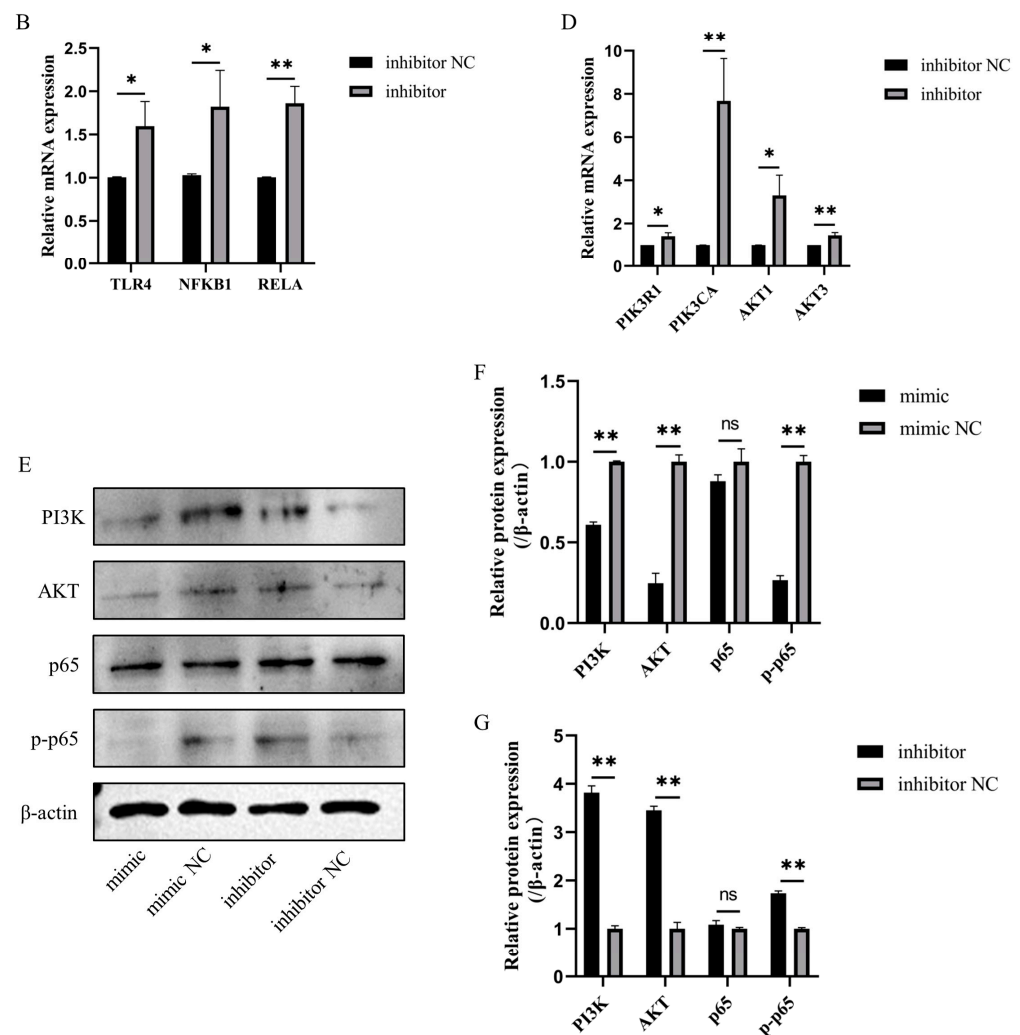 B
Relative mRNA expression
2.5
2.0
1.5
1.0
0.5
0.0
*
*
**
TLR4 NFKB1 RELA
inhibitor NC
inhibitor
D
Relative mRNA expression
10
8
6
4
2
0
*
**
*
**
PIK3R1 PIK3CA AKT1 AKT3
inhibitor NC
inhibitor
E
PI3K
AKT
p65
p-p65
β-actin
mimic mimic NC inhibitor inhibitor NC
F
Relative protein expression
(/β-actin)
1.5
1.0
0.5
0.0
**
**
ns
**
PI3K AKT p65 p-p65
mimic
mimic NC
G
Relative protein expression
(/β-actin)
5
4
3
2
1
0
**
**
ns
**
PI3K AKT p65 p-p65
inhibitor
inhibitor NC